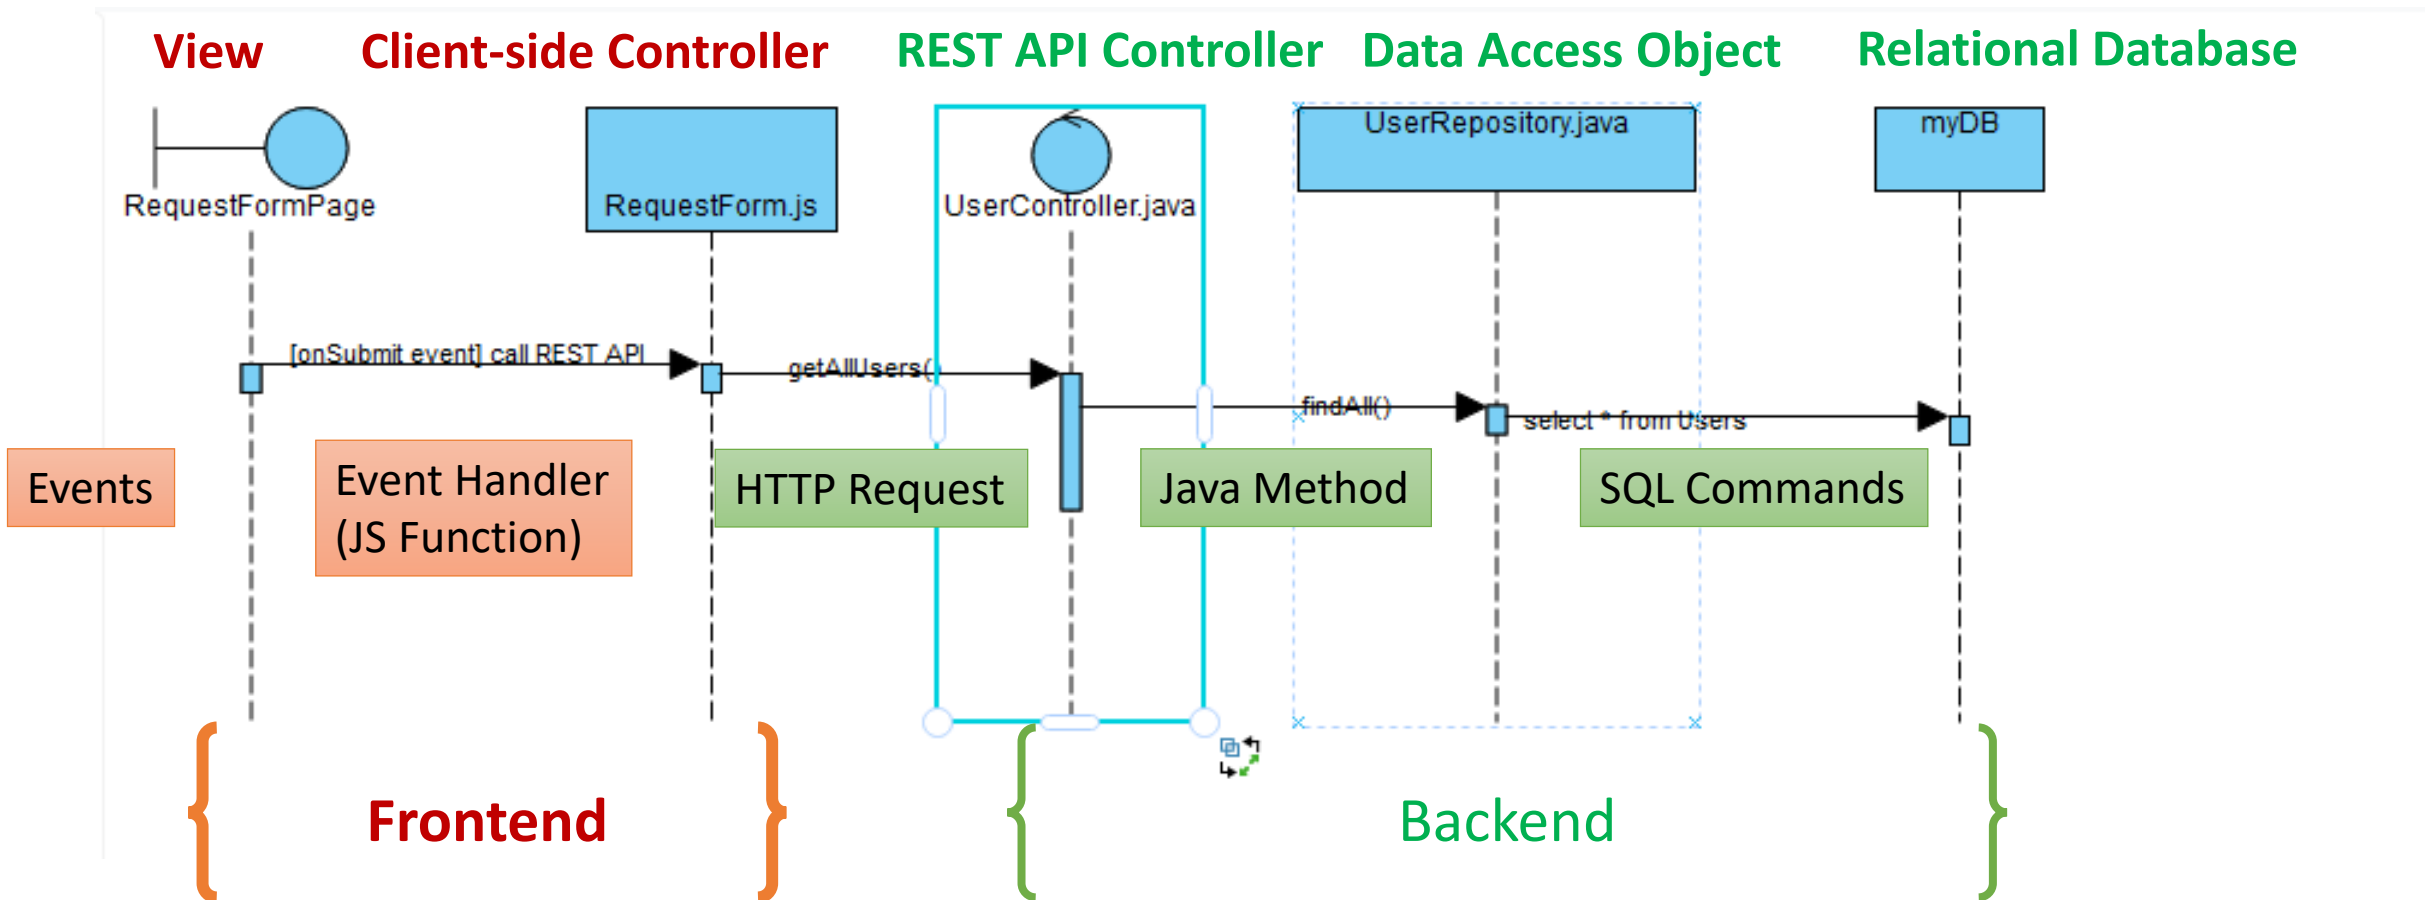 View
Client-side Controller
REST API Controller
Data Access Object
Relational Database
RequestFormPage
RequestForm.js
UserController.java
UserRepository.java
myDB
[onSubmit event] call REST API
getAllUsers()
findAll()
select * from Users
Events
Event Handler
(JS Function)
HTTP Request
Java Method
SQL Commands
Frontend
Backend